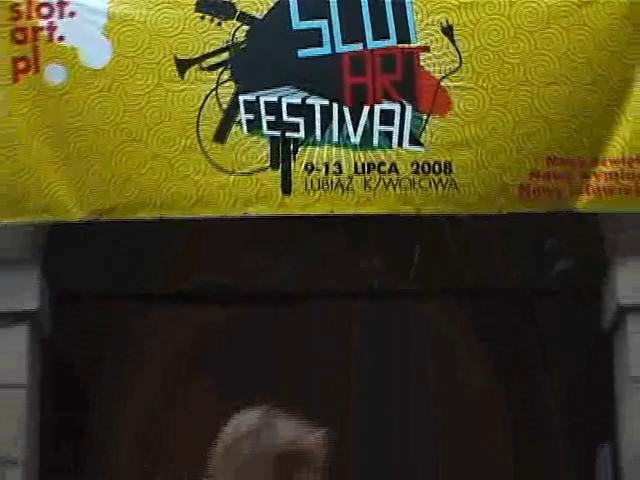 slot.
art.
pl
SLOT
ART
FESTIVAL
9-13 LIPCA 2008
LUBIĄŻ K/WOŁOWA